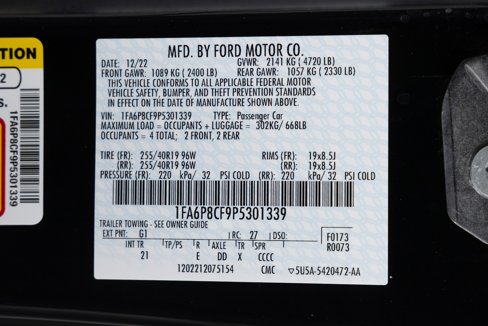 TION
2
S.
1FA6P8CF9P5301339
MFD. BY FORD MOTOR CO.
DATE: 12/22 GVWR: 2141 KG ( 4720 LB)
FRONT GAWR: 1089 KG ( 2400 LB) REAR GAWR: 1057 KG ( 2330 LB)
THIS VEHICLE CONFORMS TO ALL APPLICABLE FEDERAL MOTOR
VEHICLE SAFETY, BUMPER, AND THEFT PREVENTION STANDARDS
IN EFFECT ON THE DATE OF MANUFACTURE SHOWN ABOVE.
VIN: 1FA6P8CF9P5301339 TYPE: Passenger Car
MAXIMUM LOAD = OCCUPANTS + LUGGAGE = 302KG/ 668LB
OCCUPANTS = 4 TOTAL; 2 FRONT, 2 REAR
TIRE (FR): 255/40R19 96W RIMS (FR): 19x8.5J
(RR): 255/40R19 96W (RR): 19x8.5J
PRESSURE (FR): 220 kPa/ 32 PSI COLD (RR): 220 kPa/ 32 PSI COLD
1FA6P8CF9P5301339
TRAILER TOWING - SEE OWNER GUIDE
EXT PNT: G1 RC: 27 DSO: F0173
R0073
INT TR TP/PS R AXLE TR SPR
21 E DD X CCCC
1202212075154 CMC 5U5A-5420472-AA